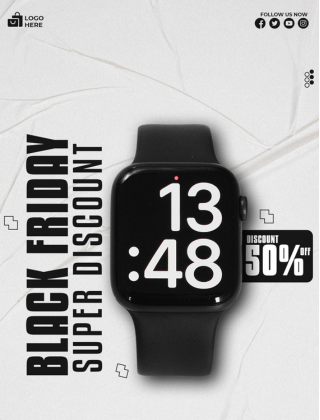 LOGO
HERE
FOLLOW US NOW
BLACK FRIDAY
SUPER DISCOUNT
13
:48
DISCOUNT
50% OFF